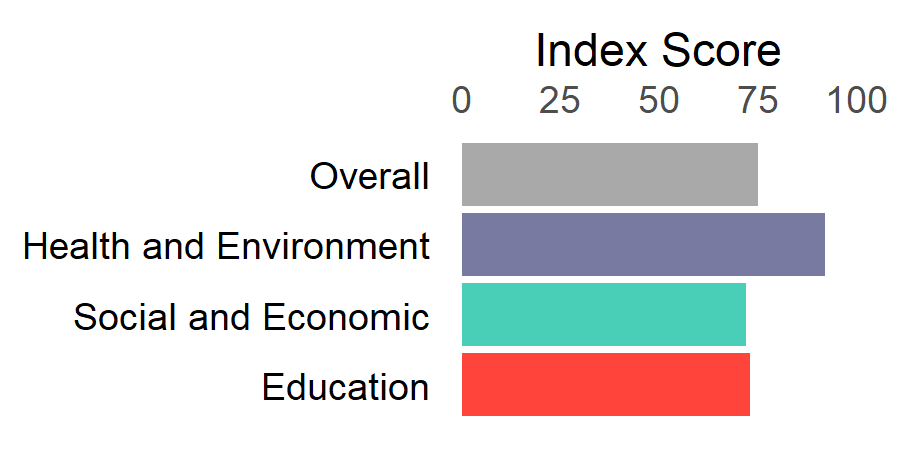 Index Score
0 25 50 75 100
Overall
Health and Environment
Social and Economic
Education